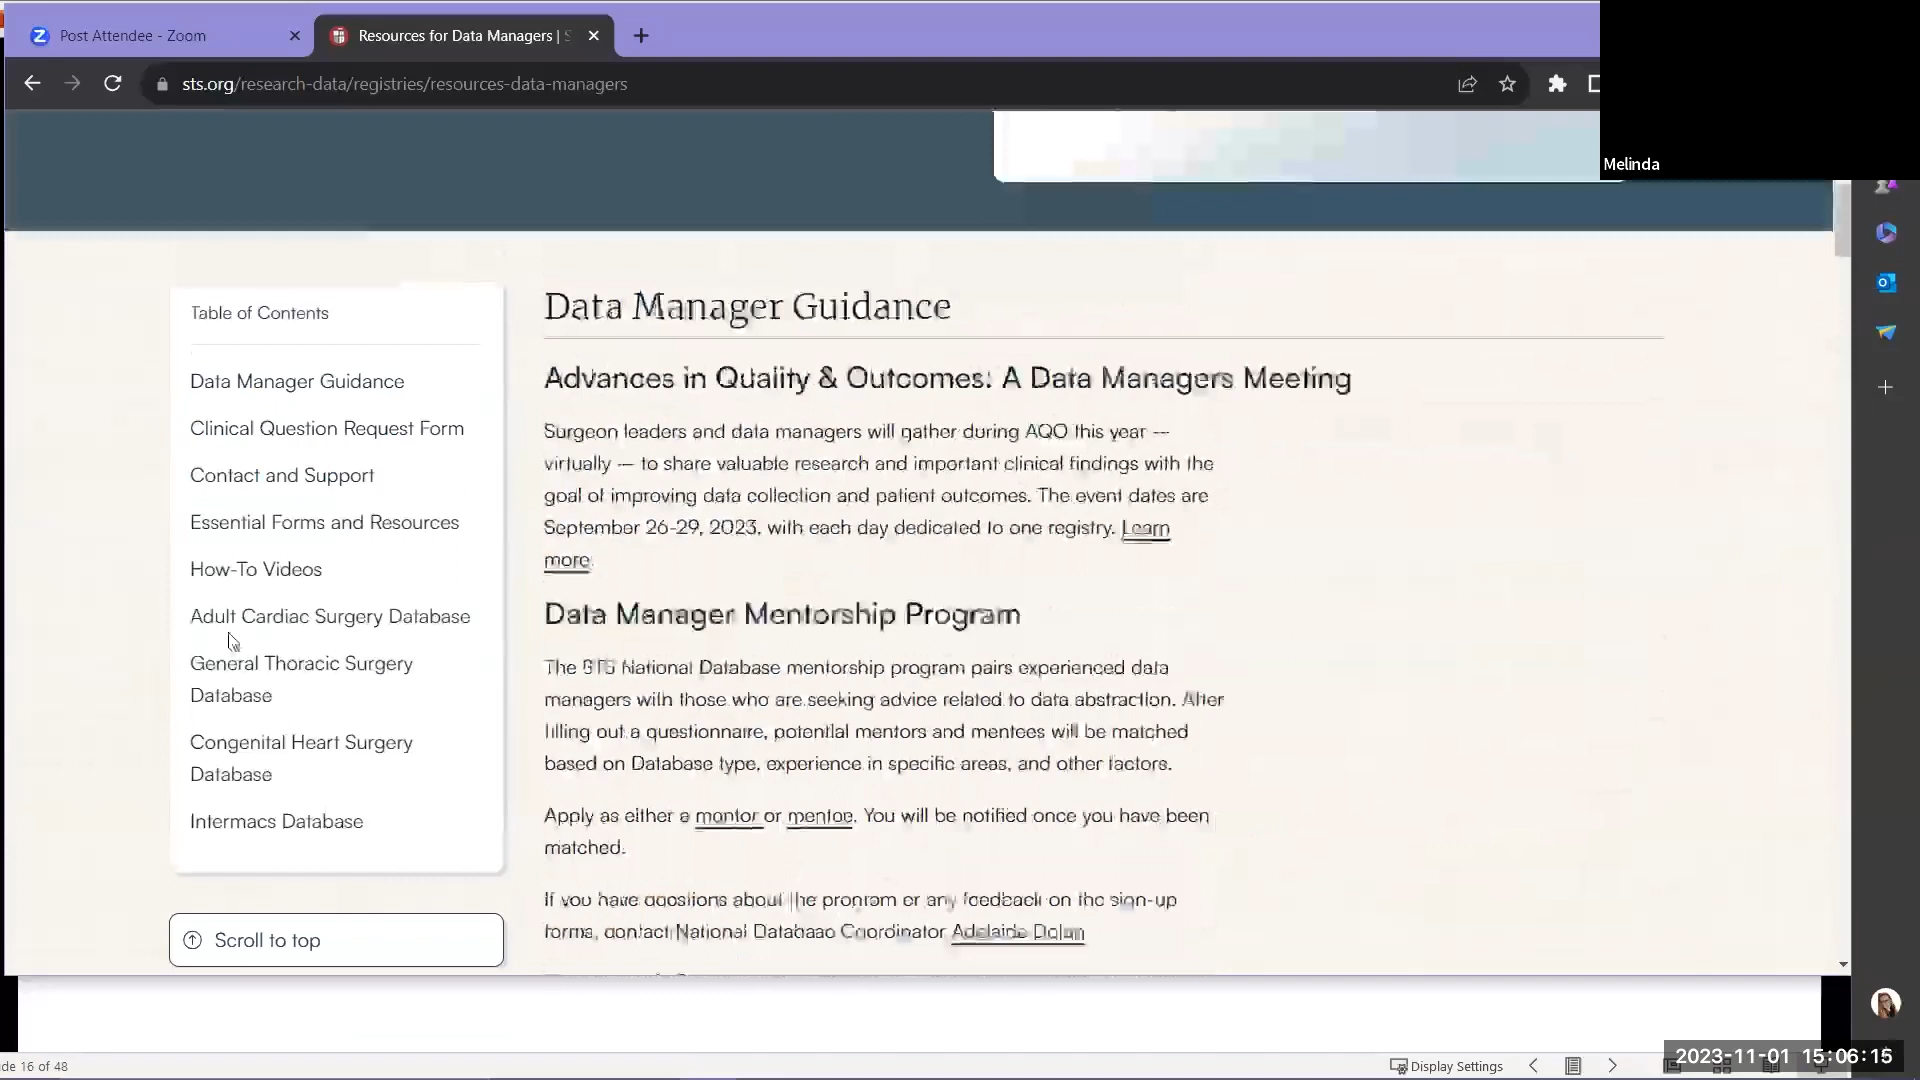 Post Attendee - Zoom
Resources for Data Managers | S
sts.org/research-data/registries/resources-data-managers
Melinda
Table of Contents
Data Manager Guidance
Clinical Question Request Form
Contact and Support
Essential Forms and Resources
How-To Videos
Adult Cardiac Surgery Database
General Thoracic Surgery
Database
Congenital Heart Surgery
Database
Intermacs Database
Scroll to top
Data Manager Guidance
Advances in Quality & Outcomes: A Data Managers Meeting
Surgeon leaders and data managers will gather during AQO this year —
virtually — to share valuable research and important clinical findings with the
goal of improving data collection and patient outcomes. The event dates are
September 26-29, 2023, with each day dedicated to one registry. Learn
more.
Data Manager Mentorship Program
The STS National Database mentorship program pairs experienced data
managers with those who are seeking advice related to data abstraction. After
filling out a questionnaire, potential mentors and mentees will be matched
based on Database type, experience in specific areas, and other factors.
Apply as either a mentor or mentee. You will be notified once you have been
matched.
If you have questions about the program or any feedback on the sign-up
forms, contact National Database Coordinator Adelaide Dolan
de 16 of 48
Display Settings
2023-11-01 15:06:15